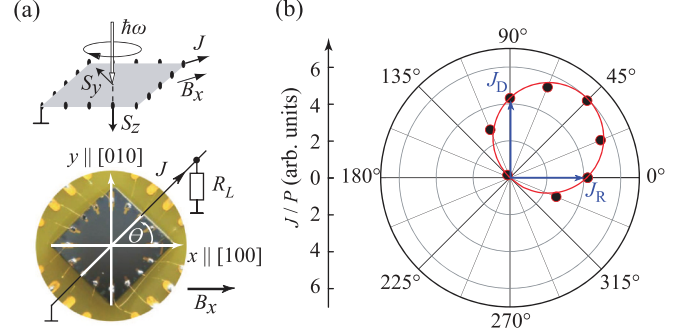 (a)
ħω
J
S_y
B_x
S_z
y || [010]
J
R_L
Θ
x || [100]
B_x
(b)
J / P (arb. units)
6
4
2
0
2
4
6
90°
135°
45°
180°
0°
225°
315°
270°
J_D
J_R